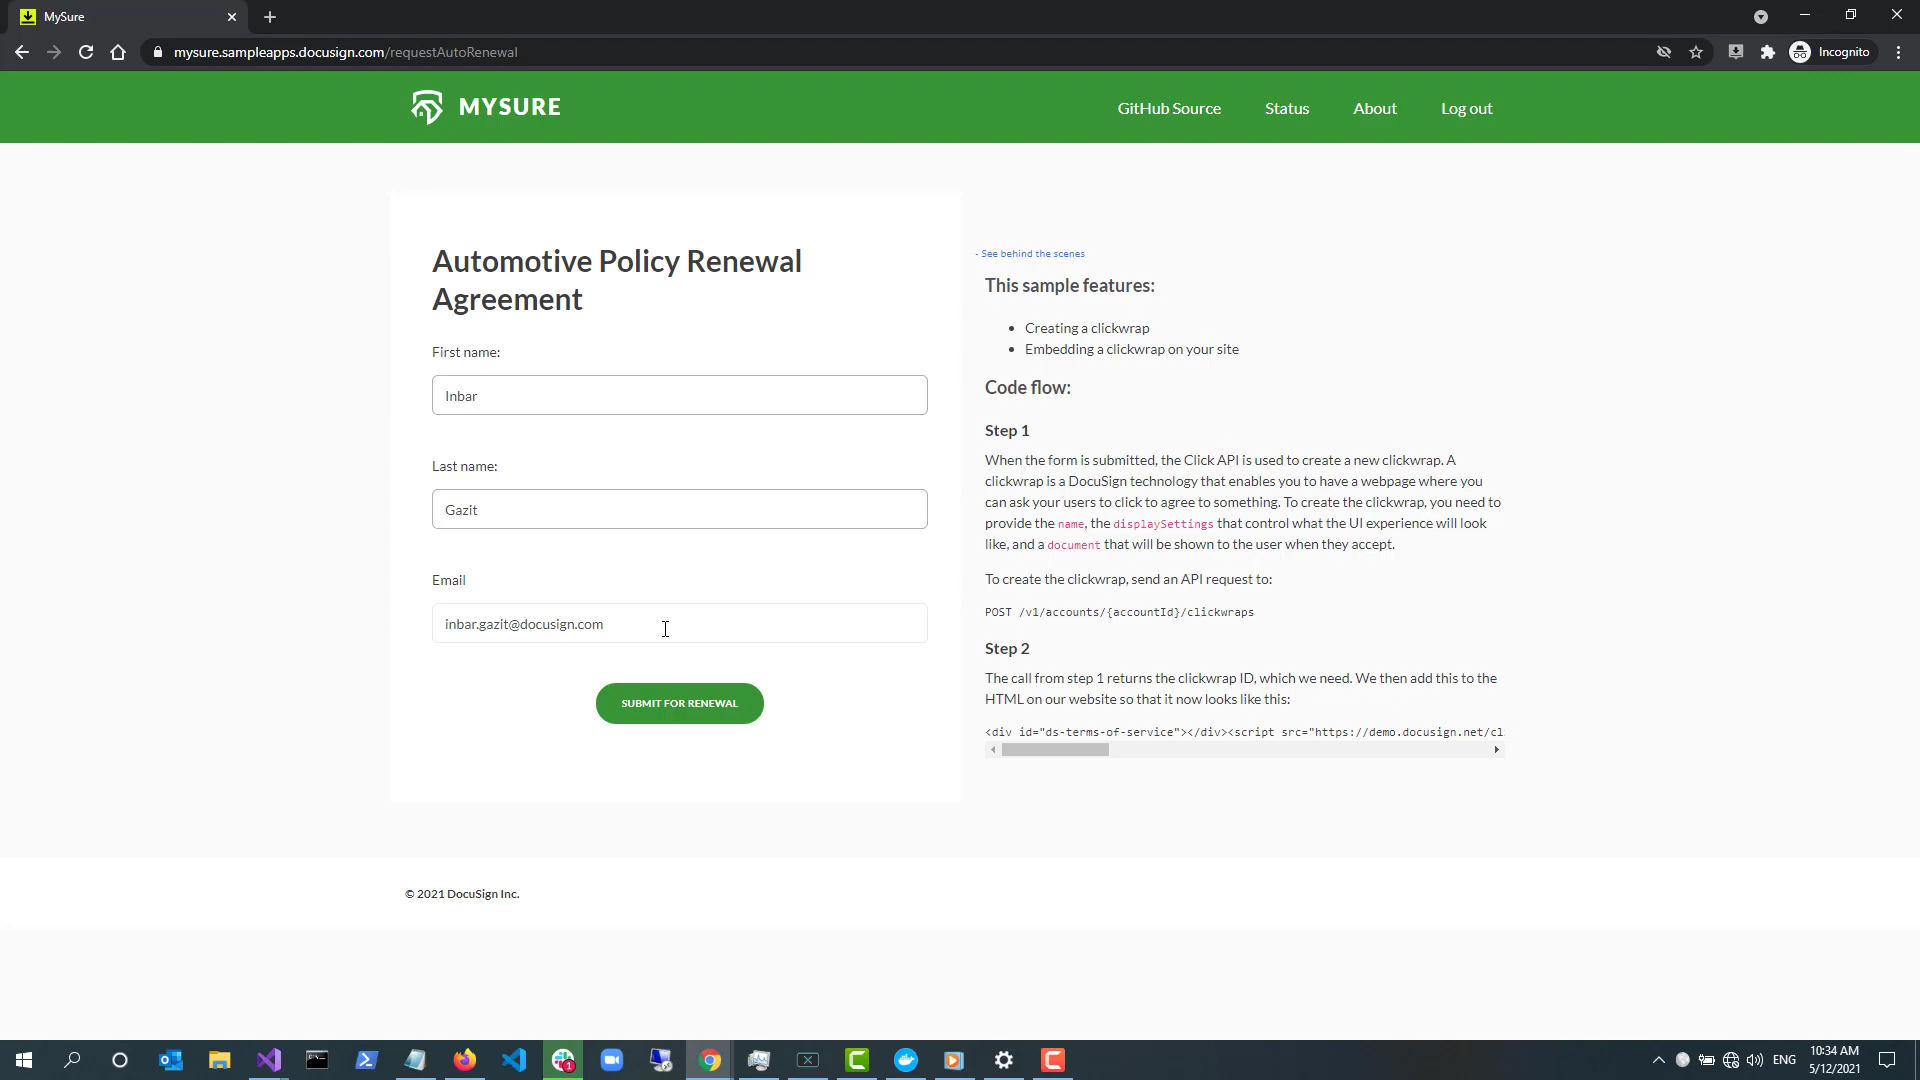 MySure
mysure.sampleapps.docusign.com/requestAutoRenewal
Incognito
MYSURE
GitHub Source
Status
About
Log out
Automotive Policy Renewal
Agreement
First name:
Inbar
Last name:
Gazit
Email
inbar.gazit@docusign.com
SUBMIT FOR RENEWAL
- See behind the scenes
This sample features:
• Creating a clickwrap
• Embedding a clickwrap on your site
Code flow:
Step 1
When the form is submitted, the Click API is used to create a new clickwrap. A
clickwrap is a DocuSign technology that enables you to have a webpage where you
can ask your users to click to agree to something. To create the clickwrap, you need to
provide the name, the displaySettings that control what the UI experience will look
like, and a document that will be shown to the user when they accept.
To create the clickwrap, send an API request to:
POST /v1/accounts/{accountId}/clickwraps
Step 2
The call from step 1 returns the clickwrap ID, which we need. We then add this to the
HTML on our website so that it now looks like this:
<div id="ds-terms-of-service"></div><script src="https://demo.docusign.net/cl
© 2021 DocuSign Inc.
ENG
10:34 AM
5/12/2021